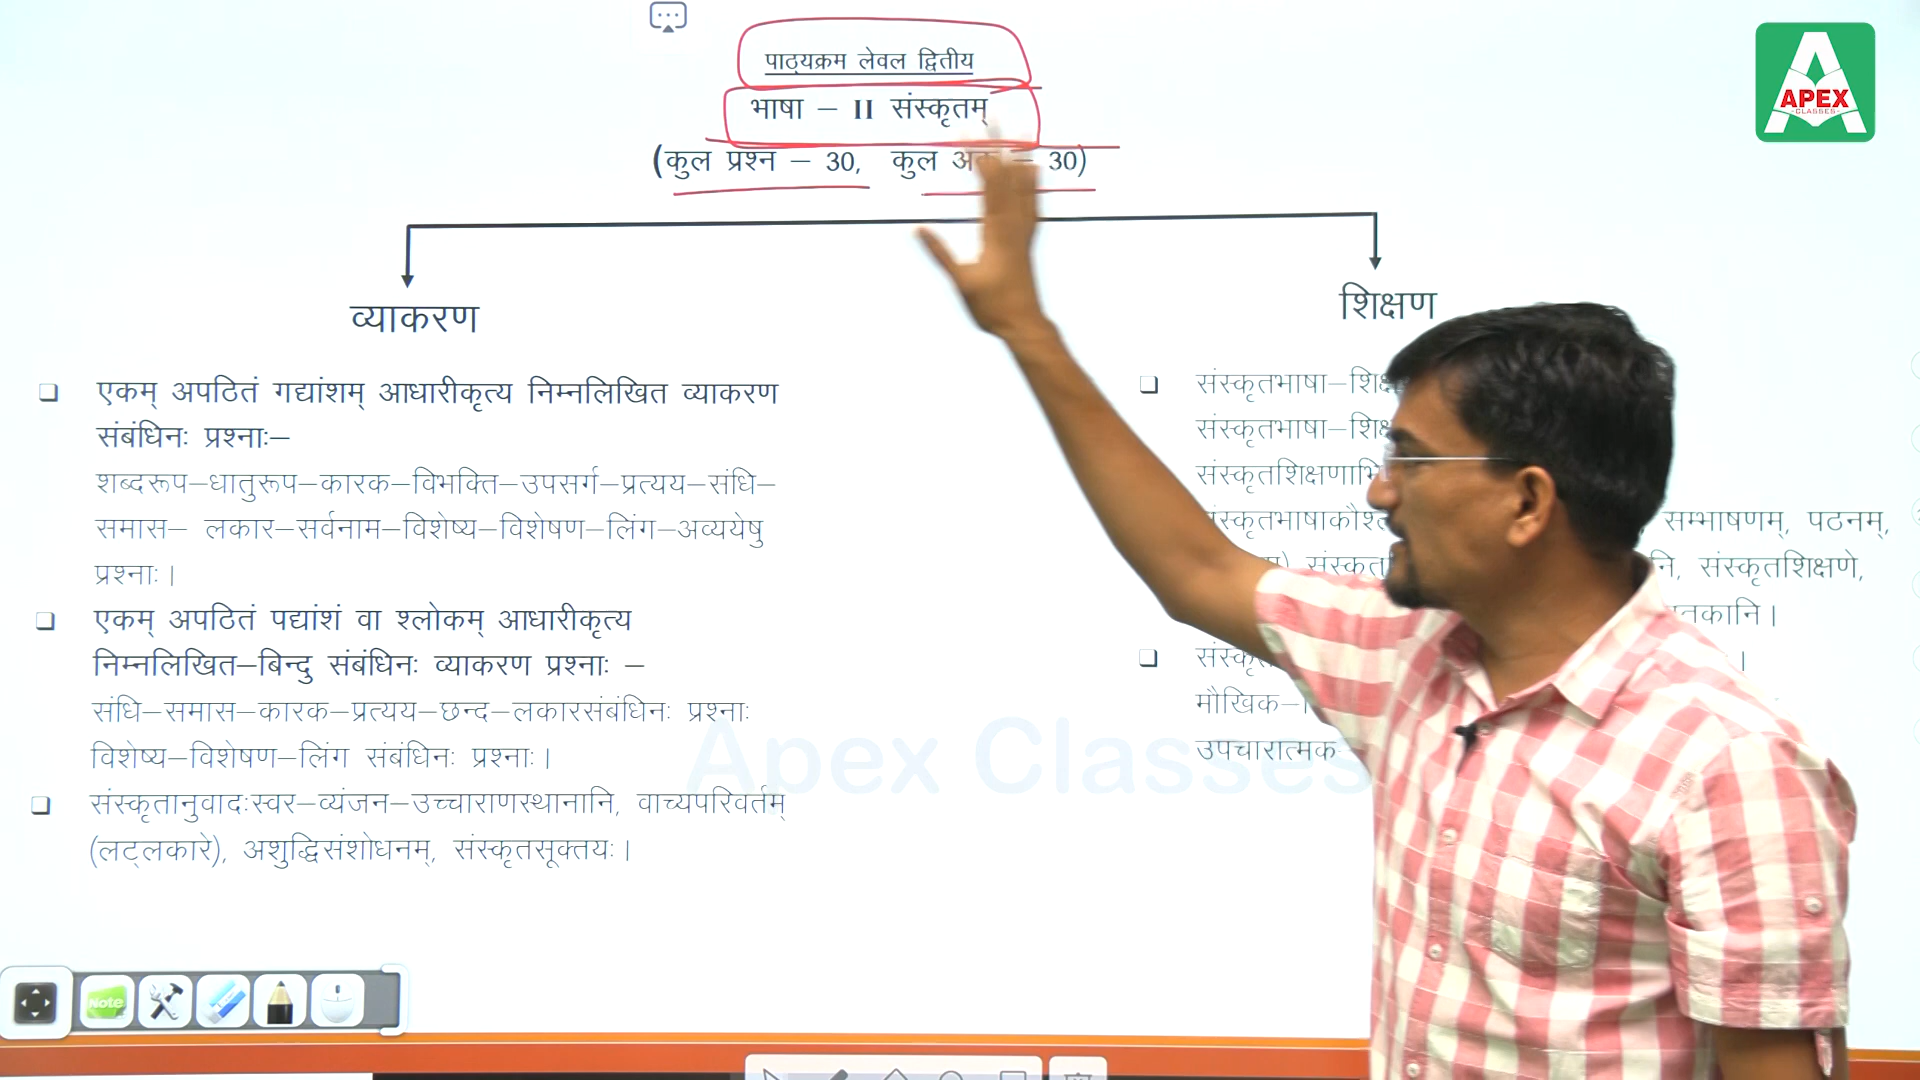 पाठ्यक्रम लेवल द्वितीय
भाषा – II संस्कृतम्
(कुल प्रश्न – 30, कुल – 30)
व्याकरण
एकम् अपठितं गद्यांशम् आधारीकृत्य निम्नलिखित व्याकरण
संबंधिनः प्रश्नाः–
शब्दरूप–धातुरूप–कारक–विभक्ति–उपसर्ग–प्रत्यय–संधि–
समास– लकार–सर्वनाम–विशेष्य–विशेषण–लिंग–अव्ययेषु
प्रश्नाः।
एकम् अपठितं पद्यांशं वा श्लोकम् आधारीकृत्य
निम्नलिखित–बिन्दु संबंधिनः व्याकरण प्रश्नाः –
संधि–समास–कारक–प्रत्यय–छन्द–लकारसंबंधिनः प्रश्नाः
विशेष्य–विशेषण–लिंग संबंधिनः प्रश्नाः।
संस्कृतानुवादःस्वर–व्यंजन–उच्चाराणस्थानानि, वाच्यपरिवर्तम्
(लट्लकारे), अशुद्धिसंशोधनम्, संस्कृतसूक्तयः।
शिक्षण
संस्कृतभाषा–
संस्कृतभाषा–
सम्भाषणम्, पठनम्,
संस्कृतशिक्षणे,
मौखिक–
उपचारात्मक
Apex Classes
APEX
CLASSES
Note